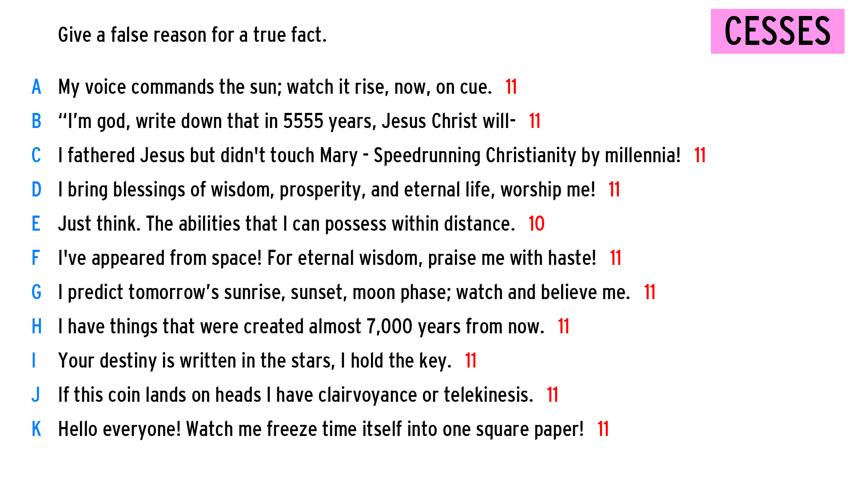 Give a false reason for a true fact.
CESSES
A My voice commands the sun; watch it rise, now, on cue. 11
B “I’m god, write down that in 5555 years, Jesus Christ will- 11
C I fathered Jesus but didn't touch Mary - Speedrunning Christianity by millennia! 11
D I bring blessings of wisdom, prosperity, and eternal life, worship me! 11
E Just think. The abilities that I can possess within distance. 10
F I've appeared from space! For eternal wisdom, praise me with haste! 11
G I predict tomorrow’s sunrise, sunset, moon phase; watch and believe me. 11
H I have things that were created almost 7,000 years from now. 11
I Your destiny is written in the stars, I hold the key. 11
J If this coin lands on heads I have clairvoyance or telekinesis. 11
K Hello everyone! Watch me freeze time itself into one square paper! 11